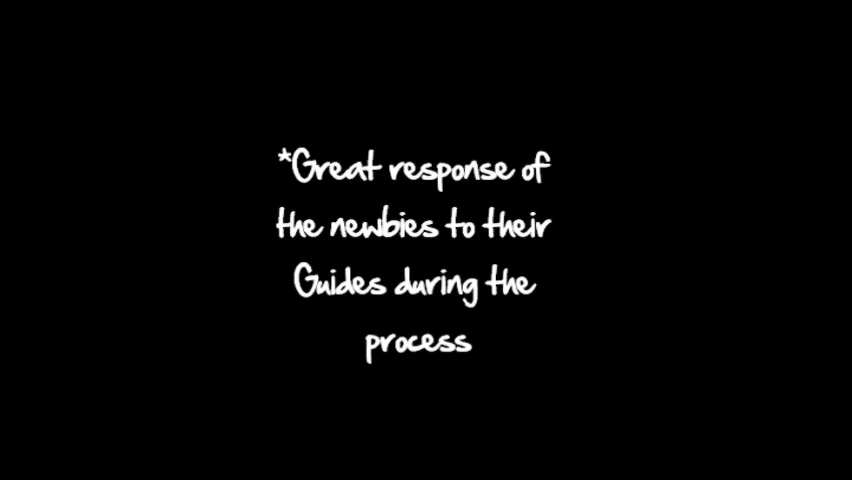 *Great response of
the newbies to their
Guides during the
process